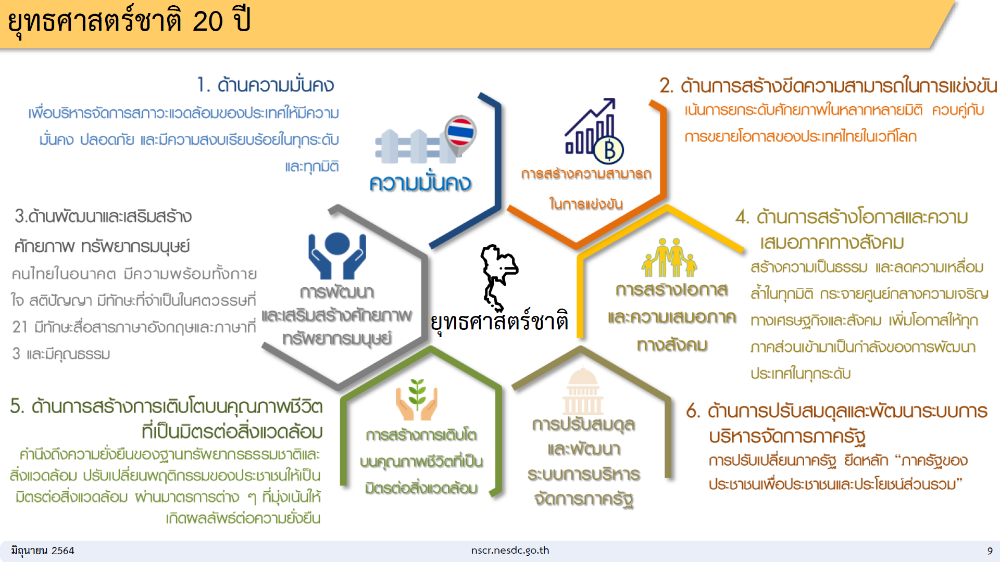 ยุทธศาสตร์ชาติ 20 ปี
1. ด้านความมั่นคง
เพื่อบริหารจัดการสภาวะแวดล้อมของประเทศให้มีความ
มั่นคง ปลอดภัย และมีความสงบเรียบร้อยในทุกระดับ
และทุกมิติ
ความมั่นคง
฿
การสร้างความสามารถ
ในการแข่งขัน
2. ด้านการสร้างขีดความสามารถในการแข่งขัน
เน้นการยกระดับศักยภาพในหลากหลายมิติ ควบคู่กับ
การขยายโอกาสของประเทศไทยในเวทีโลก
3.ด้านพัฒนาและเสริมสร้าง
ศักยภาพ ทรัพยากรมนุษย์
คนไทยในอนาคต มีความพร้อมทั้งกาย
ใจ สติปัญญา มีทักษะที่จำเป็นในศตวรรษที่
21 มีทักษะสื่อสารภาษาอังกฤษและภาษาที่
3 และมีคุณธรรม
การพัฒนา
และเสริมสร้างศักยภาพ
ทรัพยากรมนุษย์
ยุทธศาสตร์ชาติ
การสร้างโอกาส
และความเสมอภาค
ทางสังคม
4. ด้านการสร้างโอกาสและความ
เสมอภาคทางสังคม
สร้างความเป็นธรรม และลดความเหลื่อม
ล้ำในทุกมิติ กระจายศูนย์กลางความเจริญ
ทางเศรษฐกิจและสังคม เพิ่มโอกาสให้ทุก
ภาคส่วนเข้ามาเป็นกำลังของการพัฒนา
ประเทศในทุกระดับ
5. ด้านการสร้างการเติบโตบนคุณภาพชีวิต
ที่เป็นมิตรต่อสิ่งแวดล้อม
คำนึงถึงความยั่งยืนของฐานทรัพยากรธรรมชาติและ
สิ่งแวดล้อม ปรับเปลี่ยนพฤติกรรมของประชาชนให้เป็น
มิตรต่อสิ่งแวดล้อม ผ่านมาตรการต่าง ๆ ที่มุ่งเน้นให้
เกิดผลลัพธ์ต่อความยั่งยืน
การสร้างการเติบโต
บนคุณภาพชีวิตที่เป็น
มิตรต่อสิ่งแวดล้อม
การปรับสมดุล
และพัฒนา
ระบบการบริหาร
จัดการภาครัฐ
6. ด้านการปรับสมดุลและพัฒนาระบบการ
บริหารจัดการภาครัฐ
การปรับเปลี่ยนภาครัฐ ยึดหลัก “ภาครัฐของ
ประชาชนเพื่อประชาชนและประโยชน์ส่วนรวม”
มิถุนายน 2564
nscr.nesdc.go.th
9